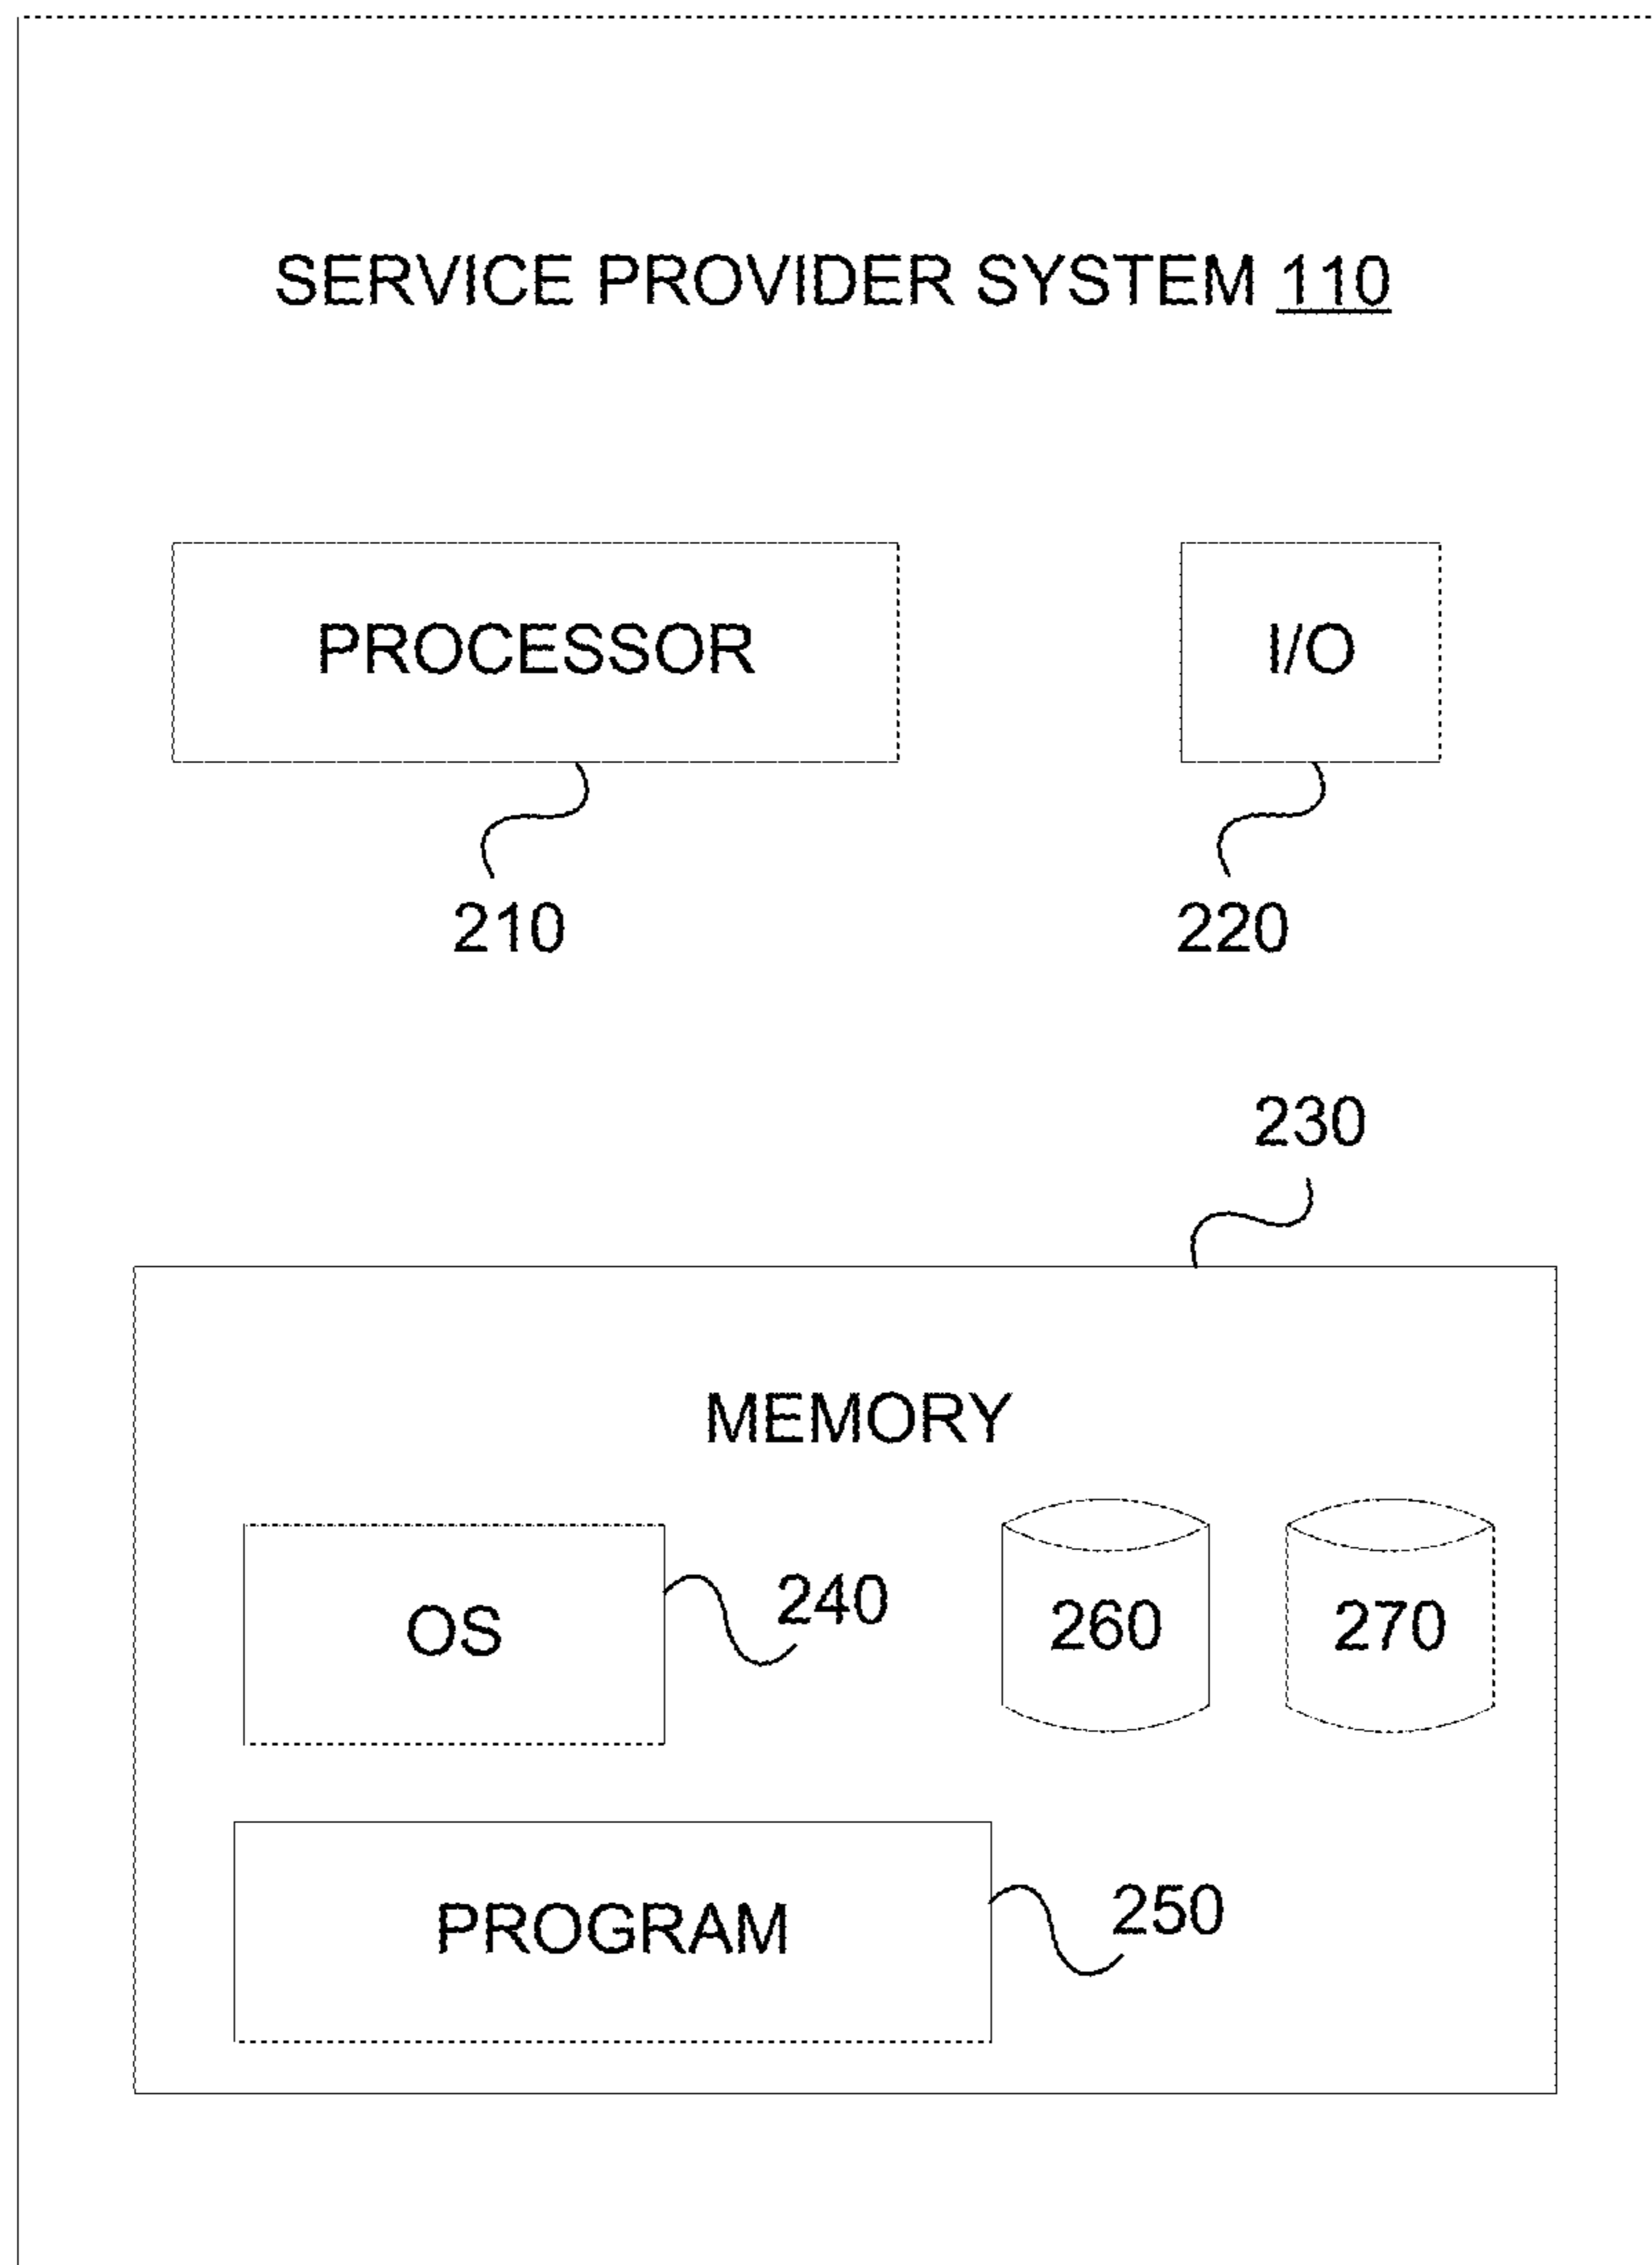 SERVICE PROVIDER SYSTEM 110
PROCESSOR
I/O
210
220
230
MEMORY
OS
240
260
270
PROGRAM
250